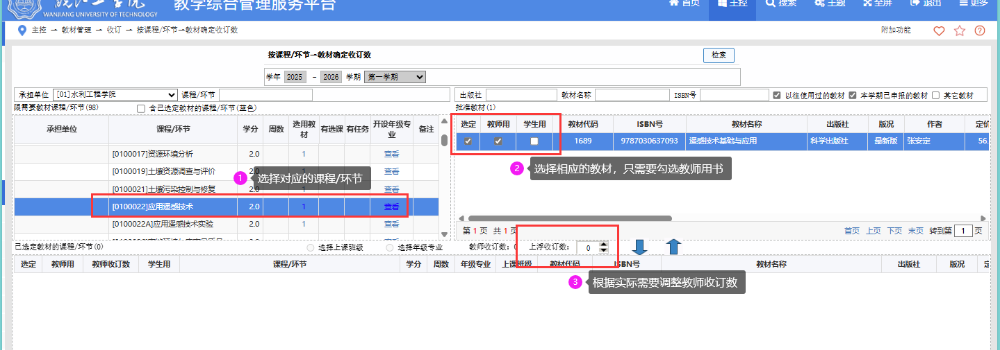 皖江工学院
WANJIANG UNIVERSITY OF TECHNOLOGY
教学综合管理服务平台
首页 主控 搜索 主题 全屏 退出 更多
主控 → 教材管理 → 收订 → 按课程/环节—教材确定收订数
附加功能
按课程/环节—教材确定收订数
检索
学年 2025 - 2026 学期 第一学期
承担单位 [01]水利工程学院 课程/环节
出版社 教材名称 ISBN号 以往使用过的教材 本学期已申报的教材 其它教材
限需要教材课程/环节(98) 含已选定教材的课程/环节(蓝色)
批准教材(1)
承担单位 课程/环节 学分 周数 选用教材 有选课 有任务 开设年级专业 备注
[0100017]资源环境分析 2.0 1 查看
[0100019]土壤资源调查与评价 2.0 查看
[0100021]土壤污染控制与修复 2.0 查看
[0100022]应用遥感技术 2.0 1 查看
[0100022A]应用遥感技术实验 2.0 1 查看
1 选择对应的课程/环节
选定 教师用 学生用 教材代码 ISBN号 教材名称 出版社 版况 作者 定价
1689 9787030637093 遥感技术基础与应用 科学出版社 最新版 张安定 56.
2 选择相应的教材，只需要勾选教师用书
第 1 页 共 1 页
首页 上页 下页 末页 转到第 1 页
已选定教材的课程/环节(0) 选择上课班级 选择年级专业 教师收订数: 上浮收订数: 0
选定 教师用 教师收订数 学生用 课程/环节 学分 周数 年级专业 上课班级 教材代码 ISBN号 教材名称 出版社 版况 定
3 根据实际需要调整教师收订数